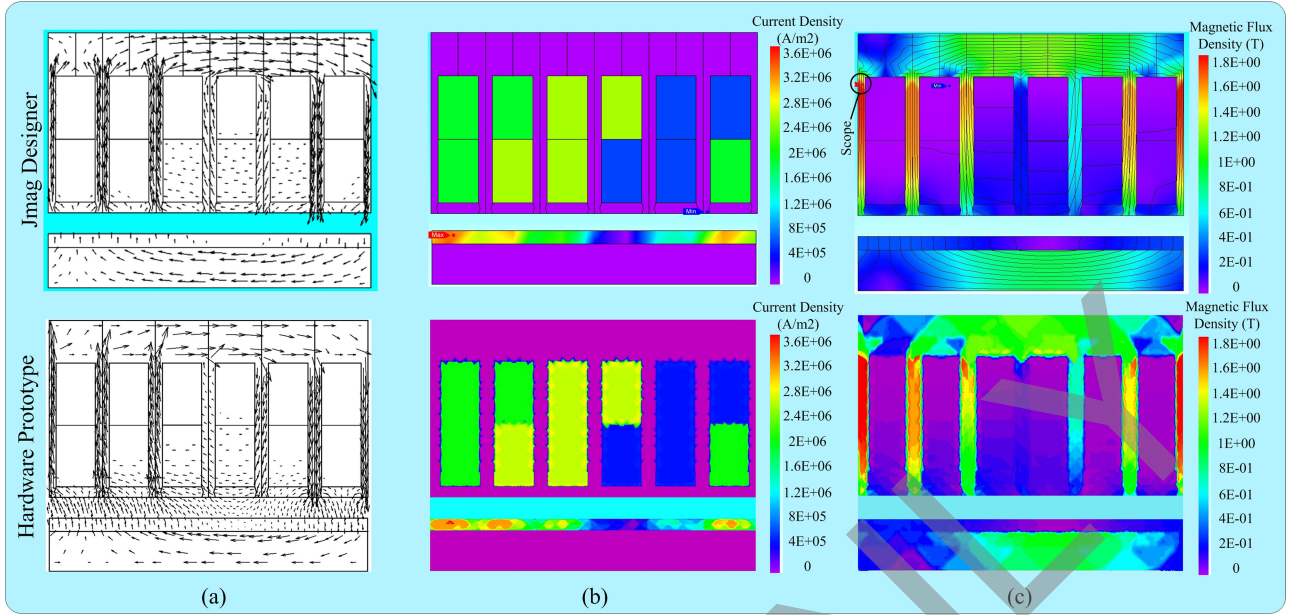 Jmag Designer
Current Density
(A/m2)
3.6E+06
3.2E+06
2.8E+06
2.4E+06
2E+06
1.6E+06
1.2E+06
8E+05
4E+05
0
Max
Min
Magnetic Flux
Density (T)
1.8E+00
1.6E+00
1.4E+00
1.2E+00
1E+00
8E-01
6E-01
4E-01
2E-01
0
Scope
Min
Hardware Prototype
Current Density
(A/m2)
3.6E+06
3.2E+06
2.8E+06
2.4E+06
2E+06
1.6E+06
1.2E+06
8E+05
4E+05
0
Magnetic Flux
Density (T)
1.8E+00
1.6E+00
1.4E+00
1.2E+00
1E+00
8E-01
6E-01
4E-01
2E-01
0
(a)
(b)
(c)